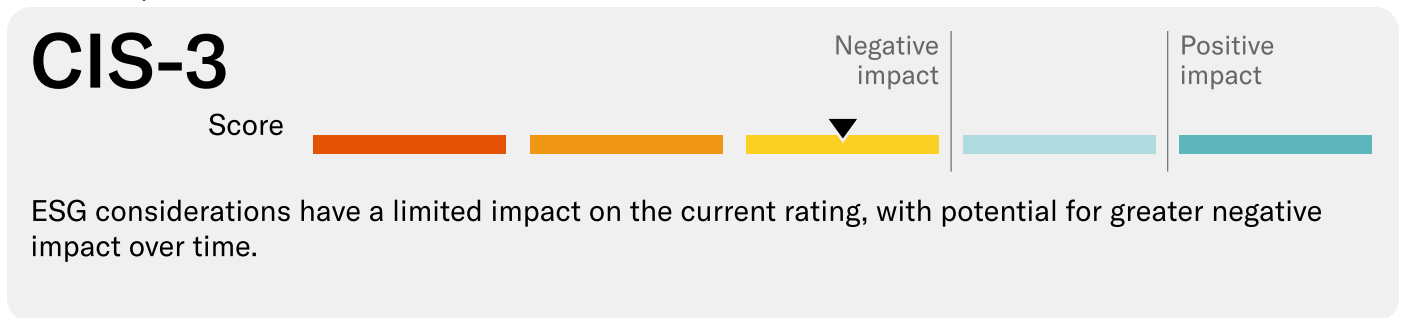 CIS-3
Negative
impact
Positive
impact
Score
ESG considerations have a limited impact on the current rating, with potential for greater negative
impact over time.